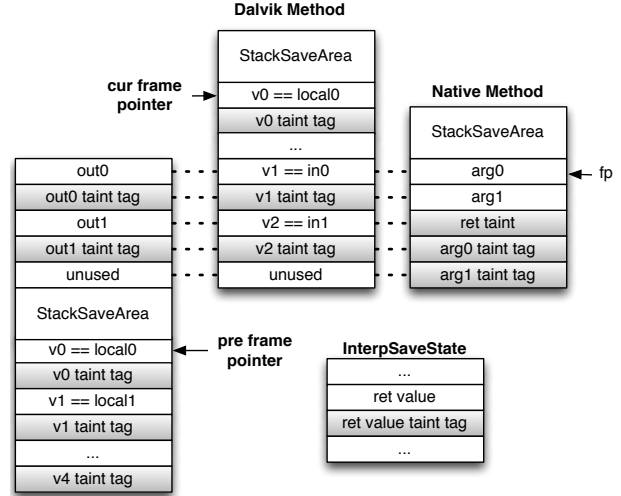 Dalvik Method
StackSaveArea
cur frame
pointer
v0 == local0
v0 taint tag
...
v1 == in0
v1 taint tag
v2 == in1
v2 taint tag
unused
Native Method
StackSaveArea
arg0
fp
arg1
ret taint
arg0 taint tag
arg1 taint tag
out0
out0 taint tag
out1
out1 taint tag
unused
StackSaveArea
v0 == local0
pre frame
pointer
v0 taint tag
v1 == local1
v1 taint tag
...
v4 taint tag
InterpSaveState
...
ret value
ret value taint tag
...